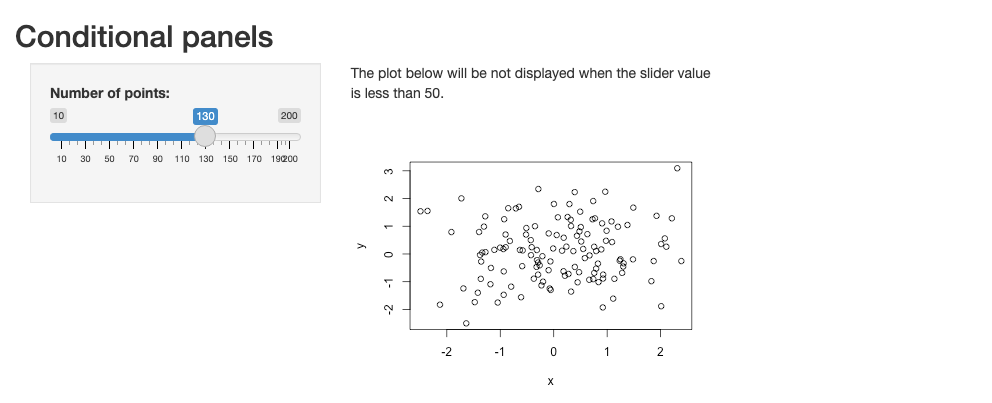 Conditional panels
Number of points:
10 130 200
10 30 50 70 90 110 130 150 170 190 200
The plot below will be not displayed when the slider value
is less than 50.
3
2
1
0
-1
-2
y
-2 -1 0 1 2
x